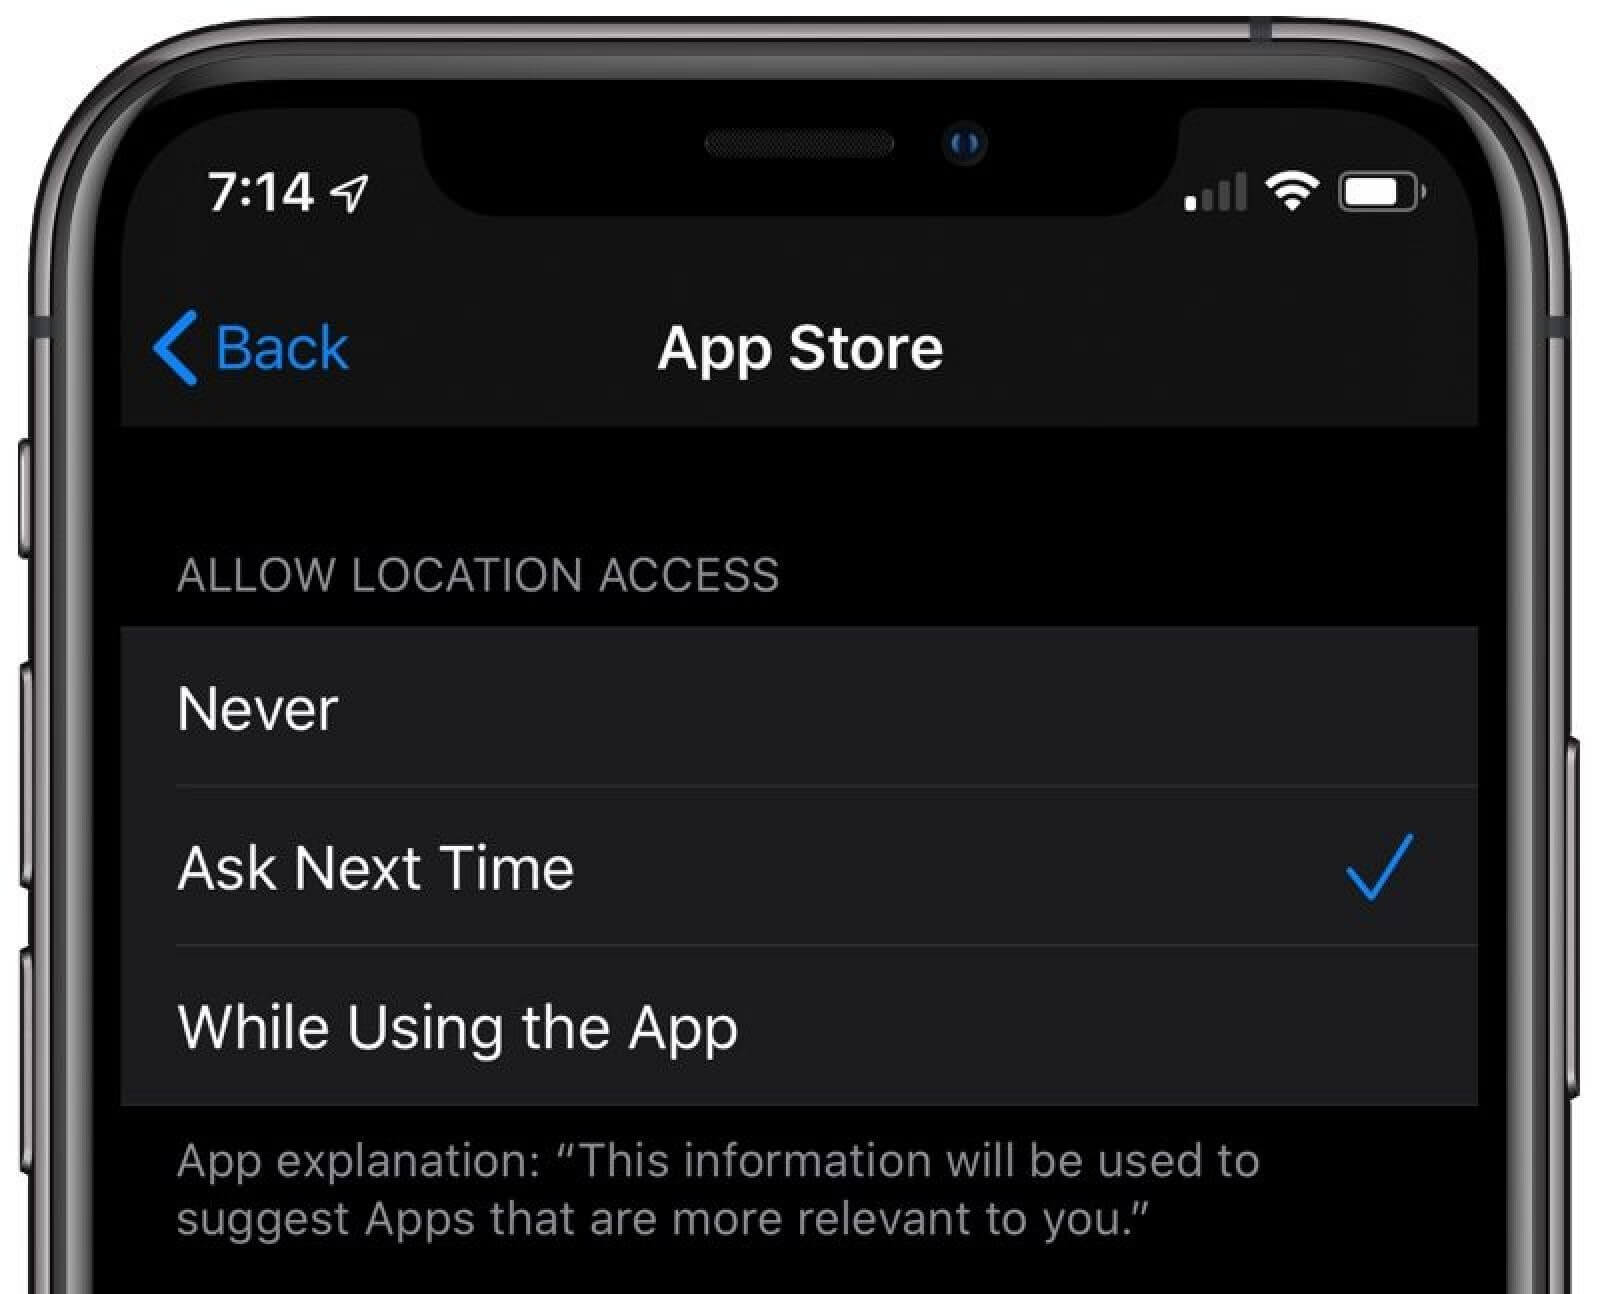 7:14
Back
App Store
ALLOW LOCATION ACCESS
Never
Ask Next Time
While Using the App
App explanation: “This information will be used to
suggest Apps that are more relevant to you.”